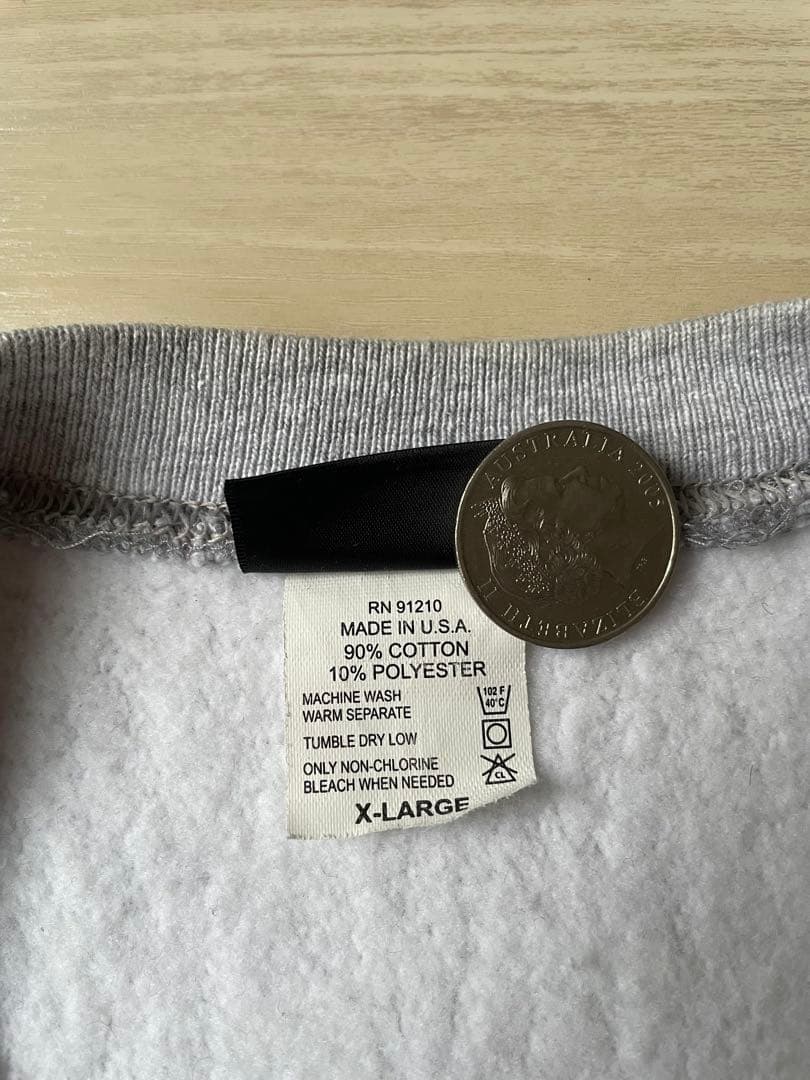 ELIZABETH II AUSTRALIA 2005
RN 91210
MADE IN U.S.A.
90% COTTON
10% POLYESTER
MACHINE WASH
WARM SEPARATE
102 F
40°C
TUMBLE DRY LOW
ONLY NON-CHLORINE
BLEACH WHEN NEEDED
CL
X-LARGE